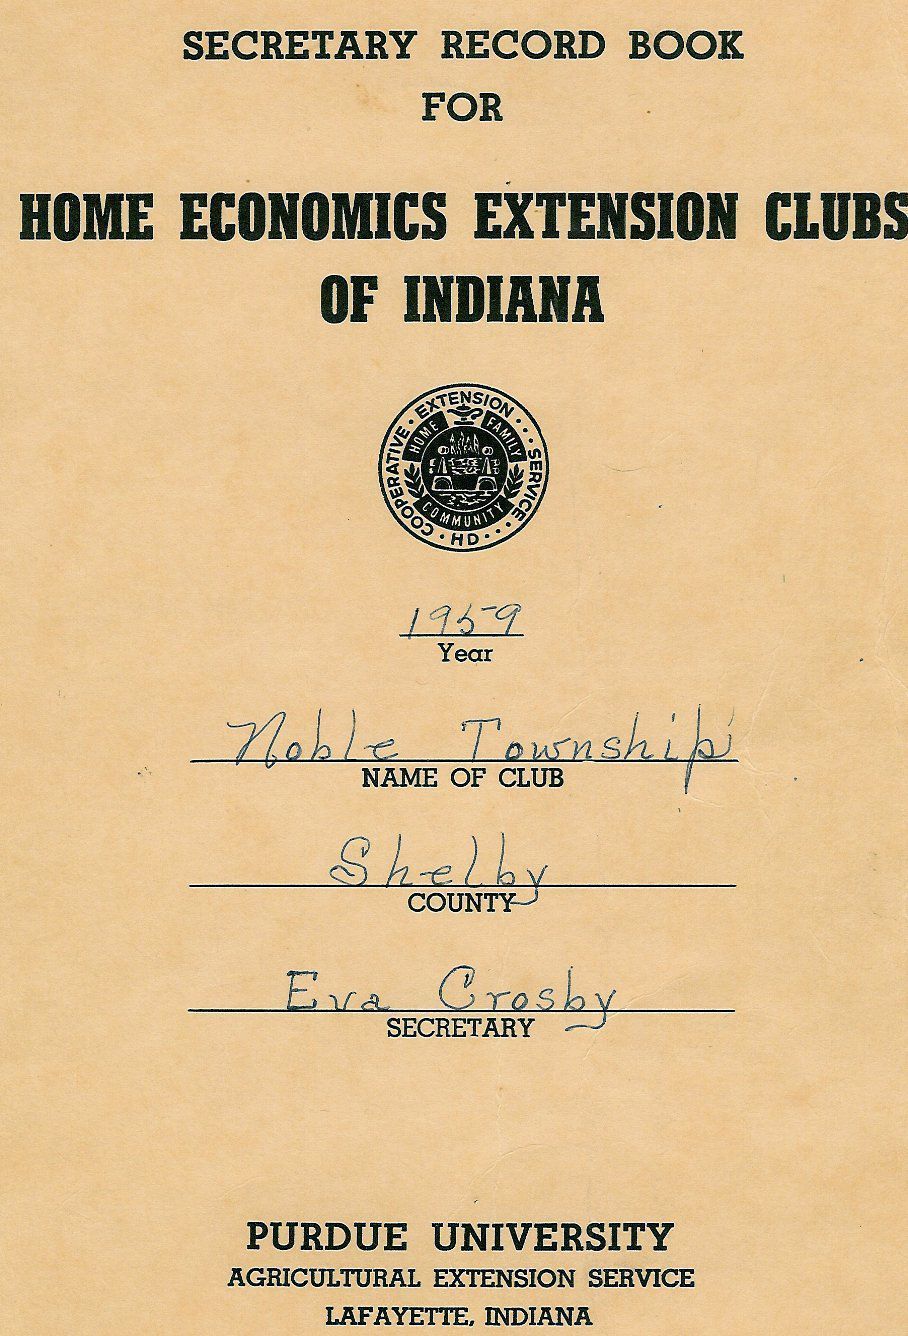 SECRETARY RECORD BOOK
FOR
HOME ECONOMICS EXTENSION CLUBS
OF INDIANA
COOPERATIVE · EXTENSION ... SERVICE ...
HOME FAMILY
COMMUNITY
· HD ·
1959
Year
Noble Township
NAME OF CLUB
Shelby
COUNTY
Eva Crosby
SECRETARY
PURDUE UNIVERSITY
AGRICULTURAL EXTENSION SERVICE
LAFAYETTE, INDIANA